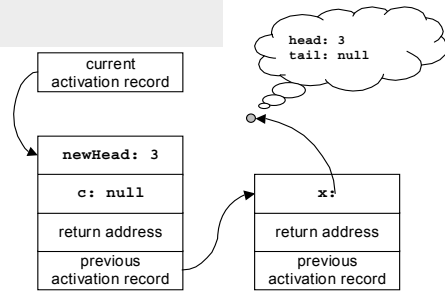 current
activation record
head: 3
tail: null
newHead: 3
c: null
return address
previous
activation record
x:
return address
previous
activation record